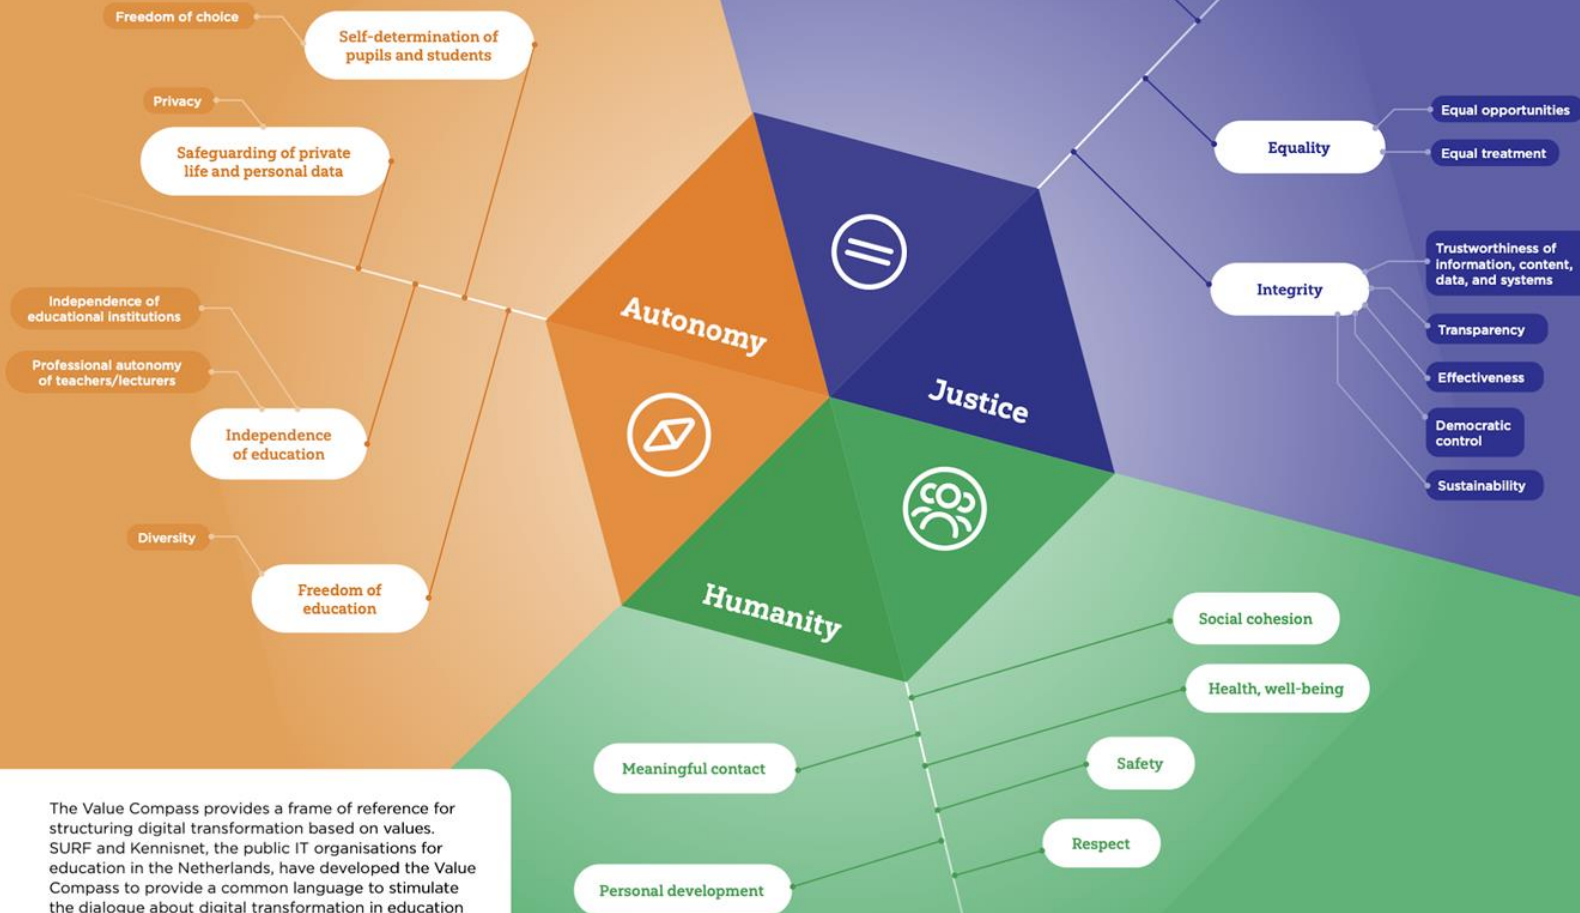 Freedom of choice
Self-determination of
pupils and students
Privacy
Safeguarding of private
life and personal data
Independence of
educational institutions
Professional autonomy
of teachers/lecturers
Independence
of education
Diversity
Freedom of
education
Autonomy
Justice
Humanity
Equality
Equal opportunities
Equal treatment
Integrity
Trustworthiness of
information, content,
data, and systems
Transparency
Effectiveness
Democratic
control
Sustainability
Social cohesion
Health, well-being
Meaningful contact
Safety
Respect
Personal development
The Value Compass provides a frame of reference for
structuring digital transformation based on values.
SURF and Kennisnet, the public IT organisations for
education in the Netherlands, have developed the Value
Compass to provide a common language to stimulate
the dialogue about digital transformation in education